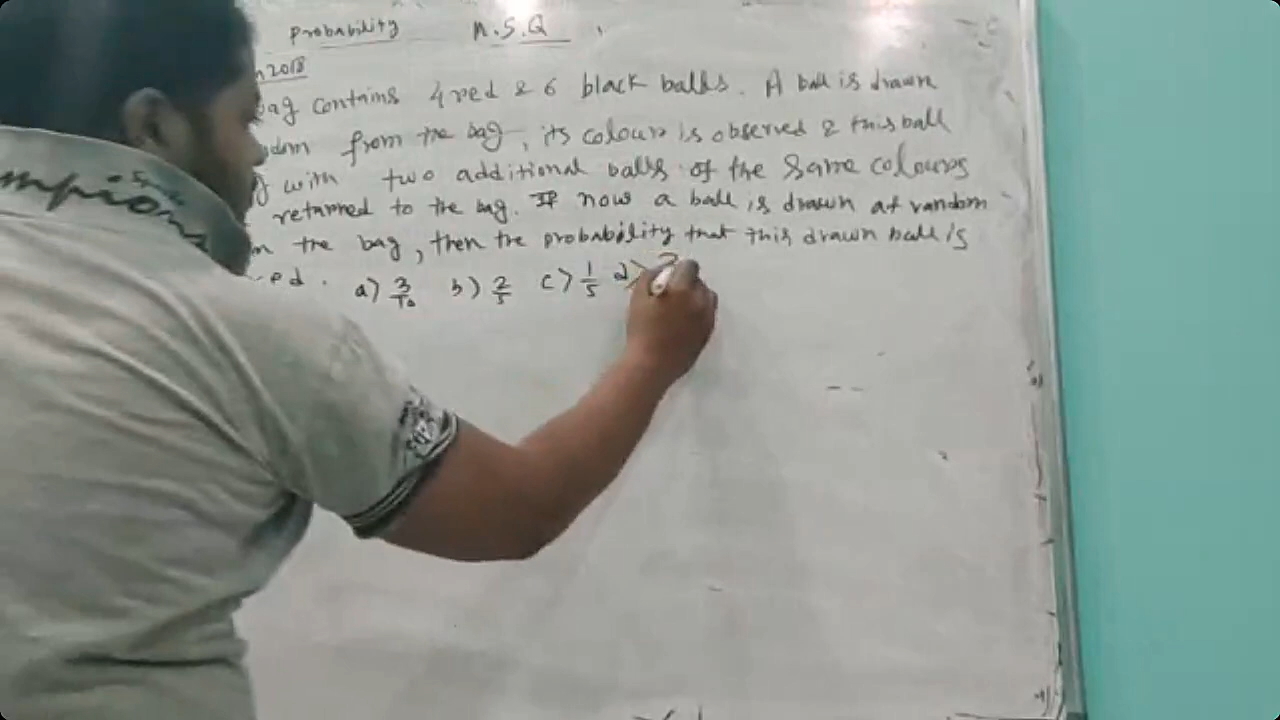 Probability M.S.Q
2018
bag contains 4 red & 6 black balls. A ball is drawn
from the bag, its colour is observed & this ball
with two additional balls of the same colours
returned to the bag. If now a ball is drawn at random
the bag, then the probability that this drawn ball is
a) 3/10 b) 2/5 c) 1/5 d)